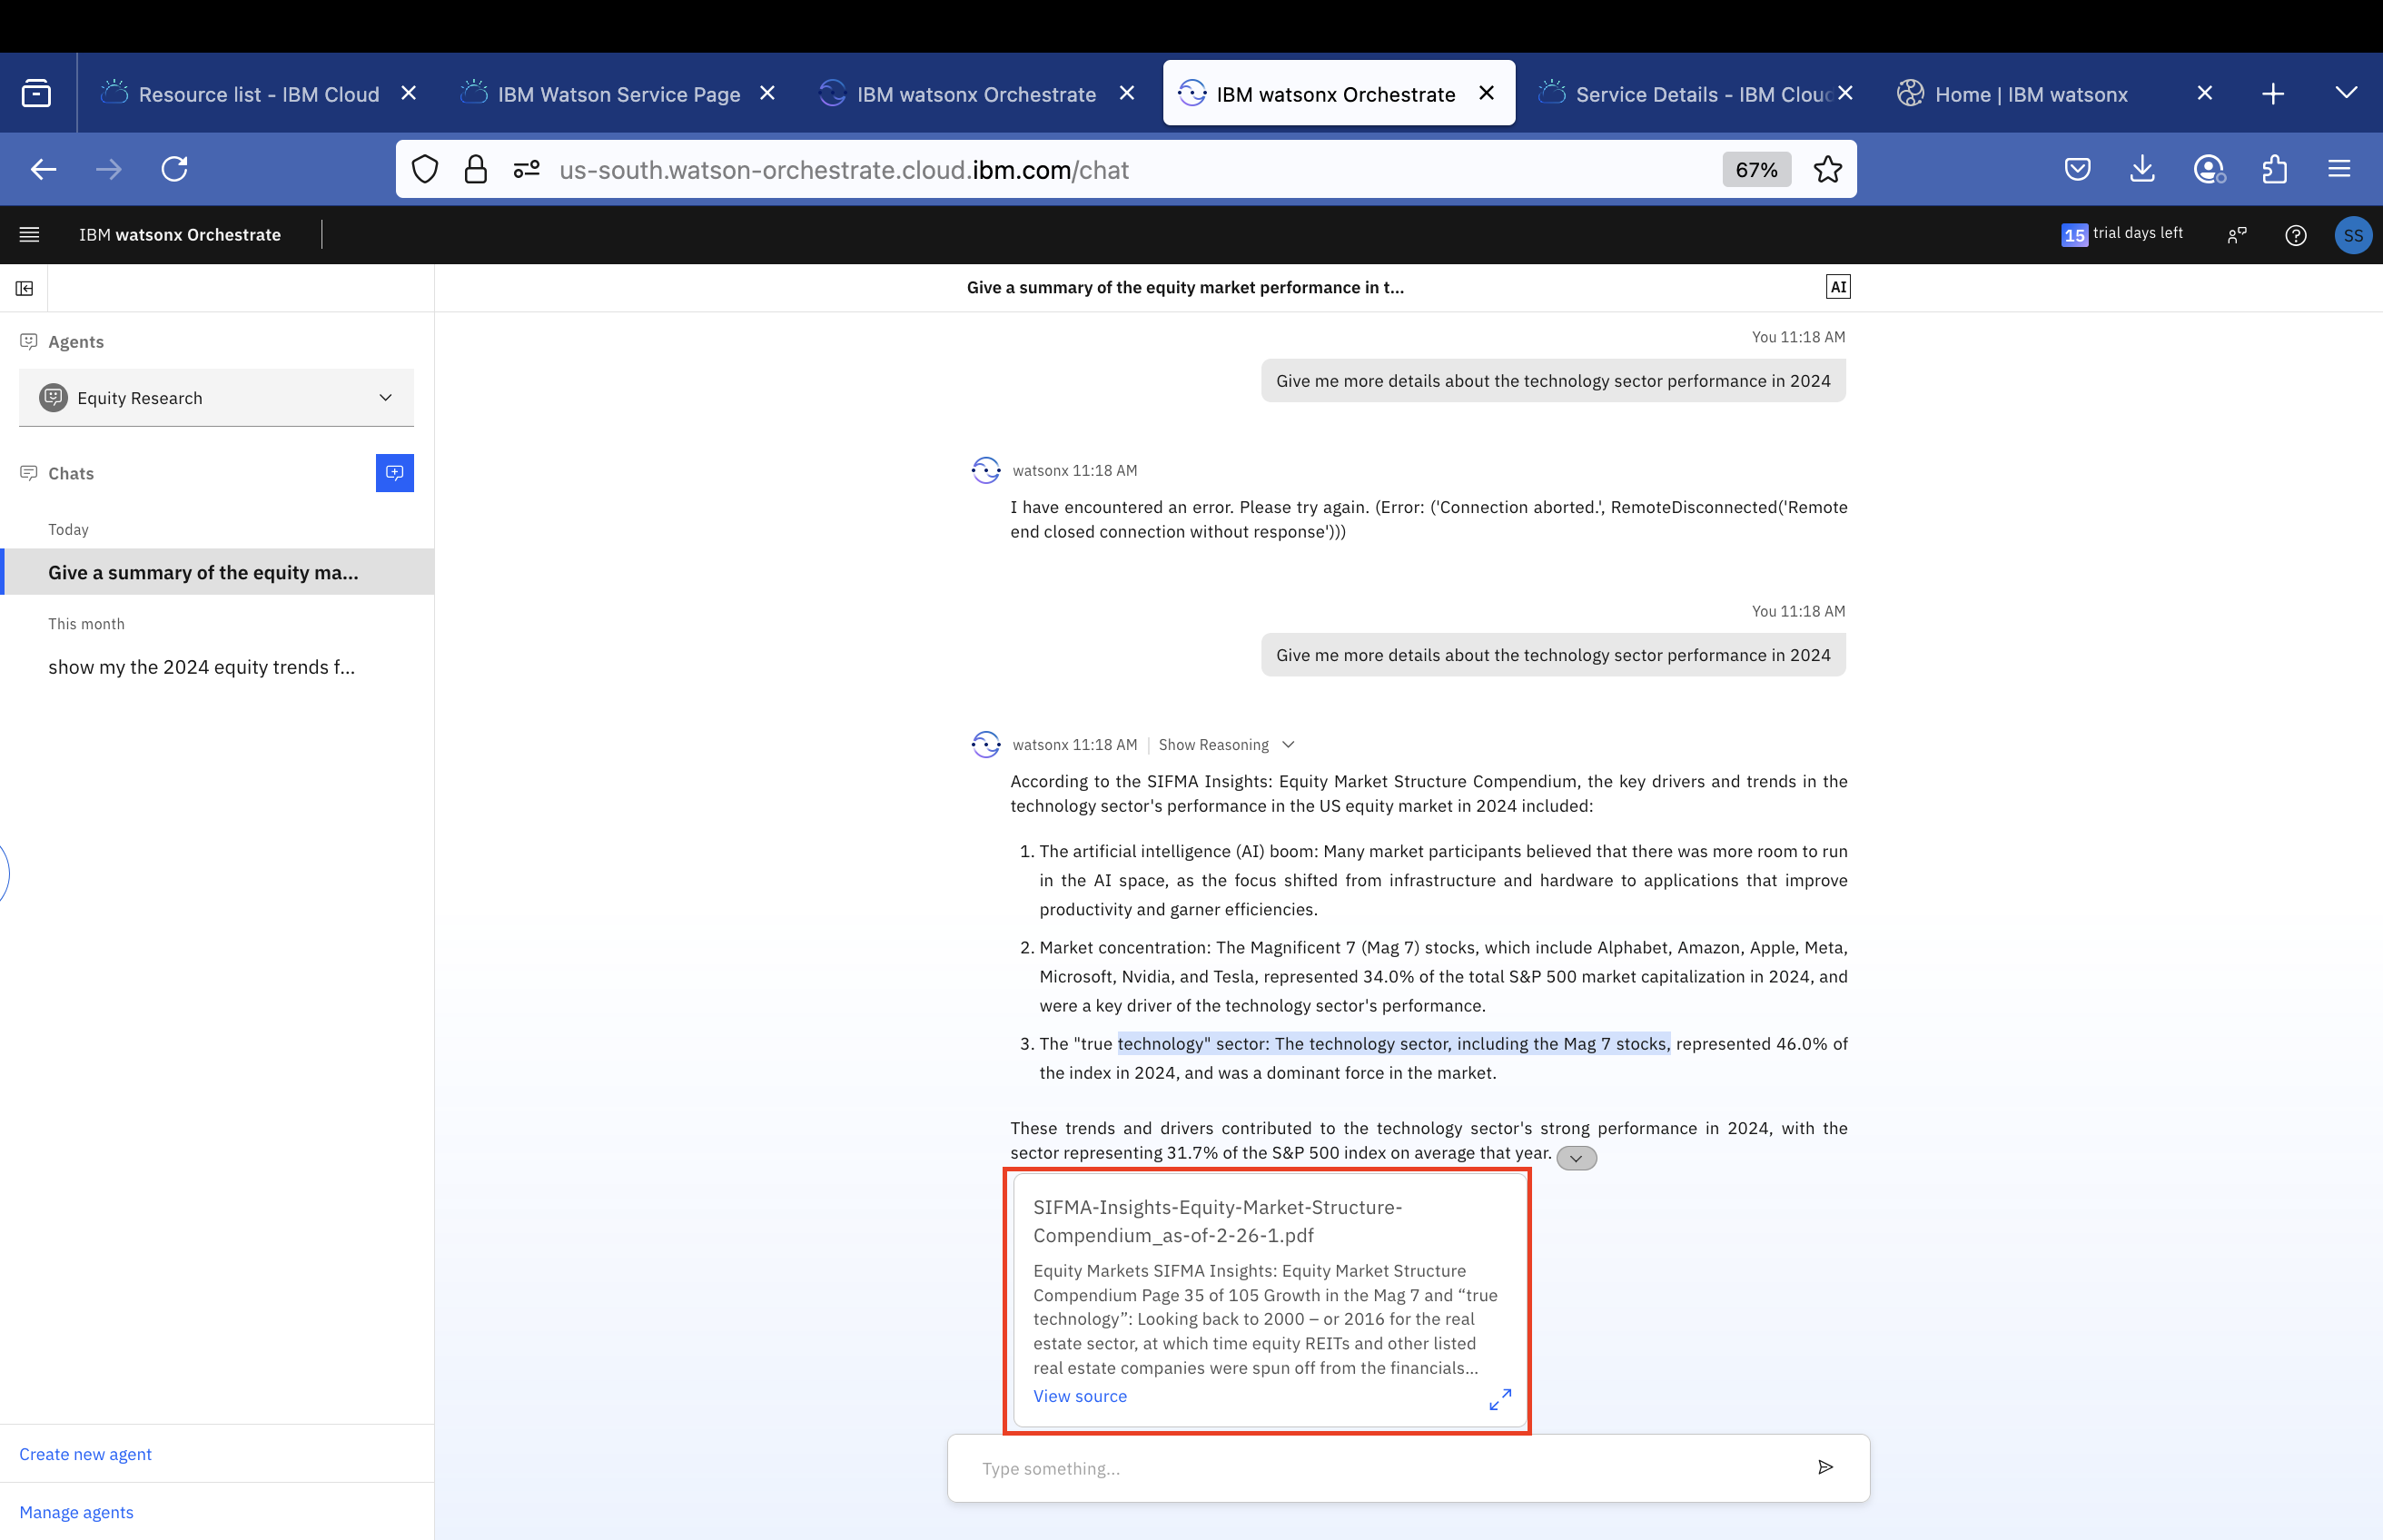 Resource list - IBM Cloud
IBM Watson Service Page
IBM watsonx Orchestrate
IBM watsonx Orchestrate
Service Details - IBM Cloud
Home | IBM watsonx
us-south.watson-orchestrate.cloud.ibm.com/chat
67%
IBM watsonx Orchestrate
15 trial days left
SS
Give a summary of the equity market performance in t...
AI
Agents
Equity Research
Chats
Today
Give a summary of the equity ma...
This month
show my the 2024 equity trends f...
Create new agent
Manage agents
You 11:18 AM
Give me more details about the technology sector performance in 2024
watsonx 11:18 AM
I have encountered an error. Please try again. (Error: ('Connection aborted.', RemoteDisconnected('Remote
end closed connection without response')))
You 11:18 AM
Give me more details about the technology sector performance in 2024
watsonx 11:18 AM | Show Reasoning
According to the SIFMA Insights: Equity Market Structure Compendium, the key drivers and trends in the
technology sector's performance in the US equity market in 2024 included:
1. The artificial intelligence (AI) boom: Many market participants believed that there was more room to run
in the AI space, as the focus shifted from infrastructure and hardware to applications that improve
productivity and garner efficiencies.
2. Market concentration: The Magnificent 7 (Mag 7) stocks, which include Alphabet, Amazon, Apple, Meta,
Microsoft, Nvidia, and Tesla, represented 34.0% of the total S&P 500 market capitalization in 2024, and
were a key driver of the technology sector's performance.
3. The "true technology" sector: The technology sector, including the Mag 7 stocks, represented 46.0% of
the index in 2024, and was a dominant force in the market.
These trends and drivers contributed to the technology sector's strong performance in 2024, with the
sector representing 31.7% of the S&P 500 index on average that year.
SIFMA-Insights-Equity-Market-Structure-
Compendium_as-of-2-26-1.pdf
Equity Markets SIFMA Insights: Equity Market Structure
Compendium Page 35 of 105 Growth in the Mag 7 and “true
technology”: Looking back to 2000 – or 2016 for the real
estate sector, at which time equity REITs and other listed
real estate companies were spun off from the financials...
View source
Type something...